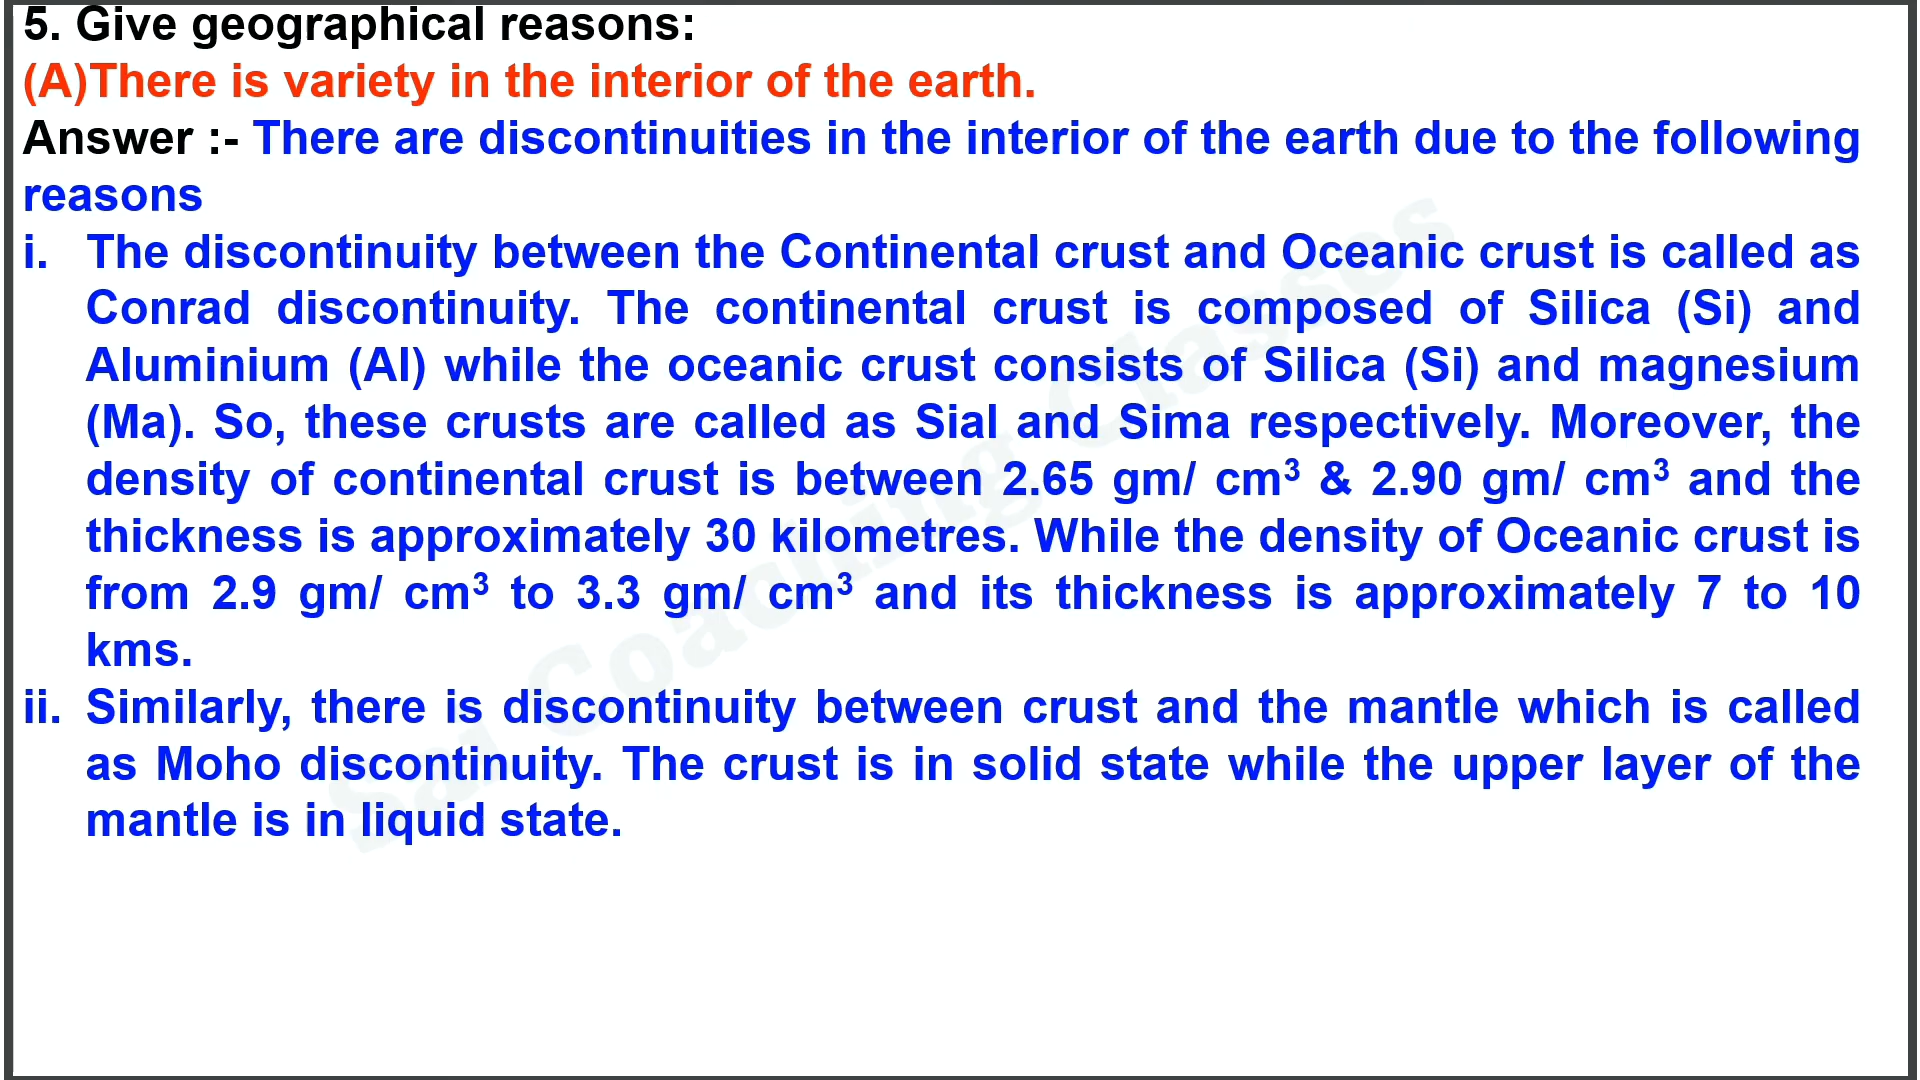 5. Give geographical reasons:
(A)There is variety in the interior of the earth.
Answer :- There are discontinuities in the interior of the earth due to the following
reasons
i. The discontinuity between the Continental crust and Oceanic crust is called as
Conrad discontinuity. The continental crust is composed of Silica (Si) and
Aluminium (Al) while the oceanic crust consists of Silica (Si) and magnesium
(Ma). So, these crusts are called as Sial and Sima respectively. Moreover, the
density of continental crust is between 2.65 gm/ cm³ & 2.90 gm/ cm³ and the
thickness is approximately 30 kilometres. While the density of Oceanic crust is
from 2.9 gm/ cm³ to 3.3 gm/ cm³ and its thickness is approximately 7 to 10
kms.
ii. Similarly, there is discontinuity between crust and the mantle which is called
as Moho discontinuity. The crust is in solid state while the upper layer of the
mantle is in liquid state.
Sai Coaching Classes